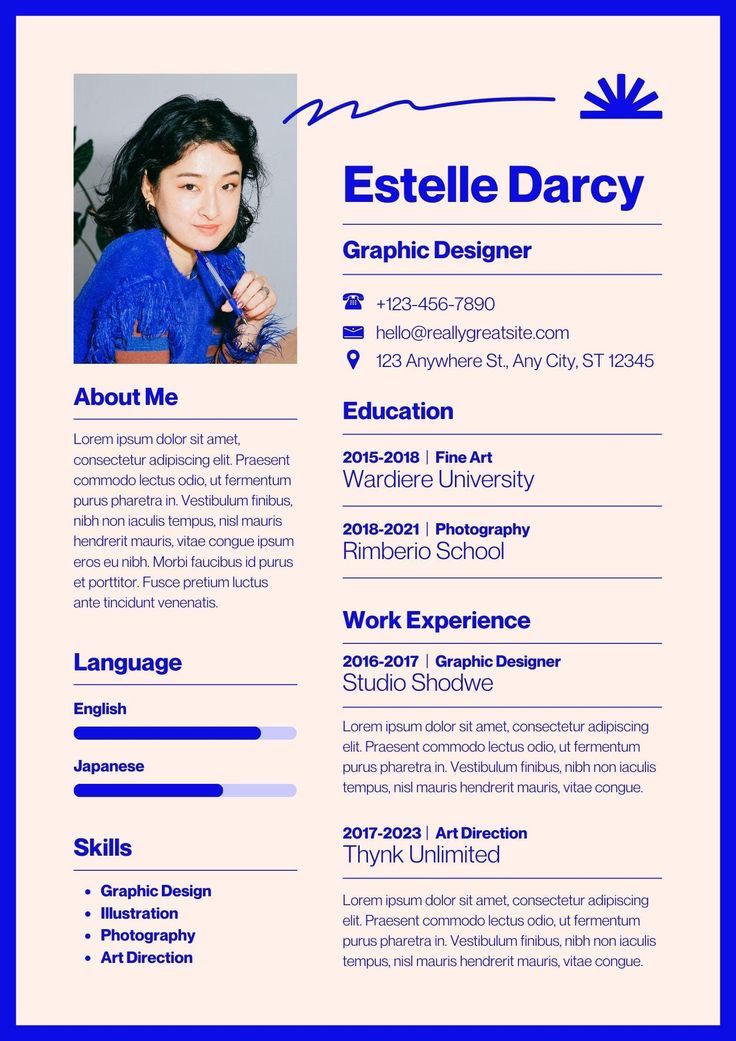 Estelle Darcy
Graphic Designer
+123-456-7890
hello@reallygreatsite.com
123 Anywhere St., Any City, ST 12345
About Me
Lorem ipsum dolor sit amet,
consectetur adipiscing elit. Praesent
commodo lectus odio, ut fermentum
purus pharetra in. Vestibulum finibus,
nibh non iaculis tempus, nisl mauris
hendrerit mauris, vitae congue ipsum
eros eu nibh. Morbi faucibus id purus
et porttitor. Fusce pretium luctus
ante tincidunt venenatis.
Language
English
Japanese
Skills
• Graphic Design
• Illustration
• Photography
• Art Direction
Education
2015-2018 | Fine Art
Wardiere University
2018-2021 | Photography
Rimberio School
Work Experience
2016-2017 | Graphic Designer
Studio Shodwe
Lorem ipsum dolor sit amet, consectetur adipiscing
elit. Praesent commodo lectus odio, ut fermentum
purus pharetra in. Vestibulum finibus, nibh non iaculis
tempus, nisl mauris hendrerit mauris, vitae congue.
2017-2023 | Art Direction
Thynk Unlimited
Lorem ipsum dolor sit amet, consectetur adipiscing
elit. Praesent commodo lectus odio, ut fermentum
purus pharetra in. Vestibulum finibus, nibh non iaculis
tempus, nisl mauris hendrerit mauris, vitae congue.